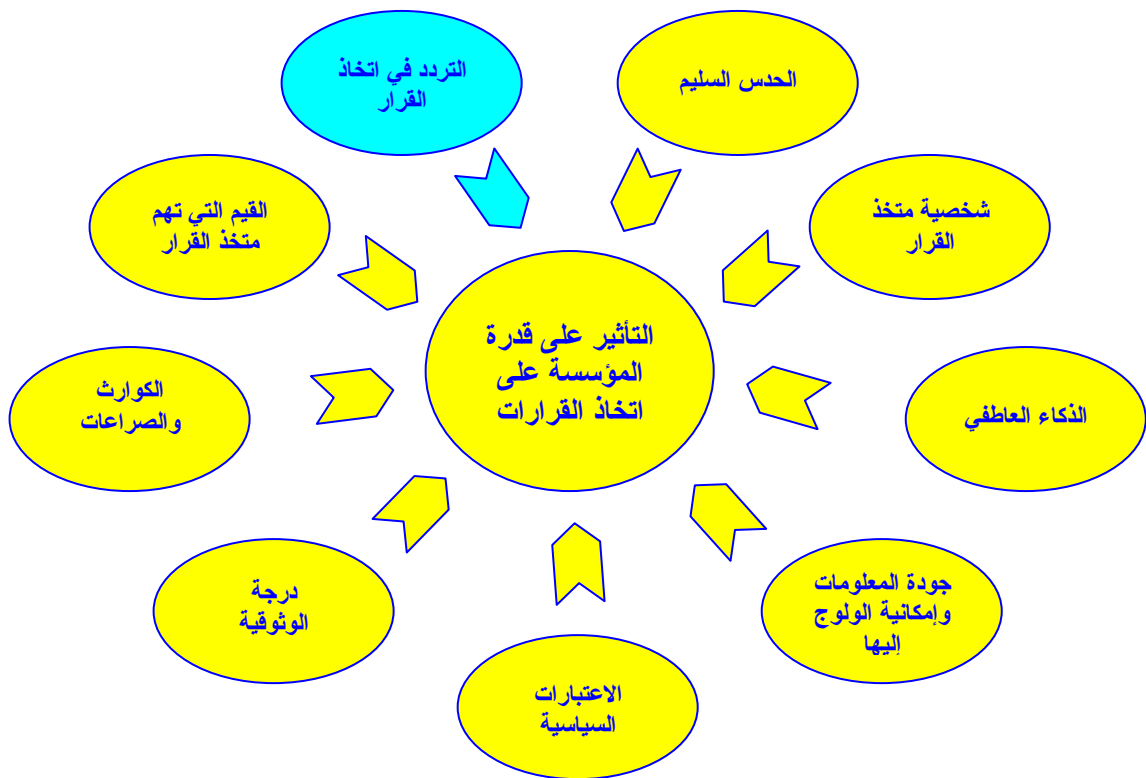 الحدس السليم
التردد في اتخاذ
القرار
شخصية متخذ
القرار
القيم التي تهم
متخذ القرار
التأثير على قدرة
المؤسسة على
اتخاذ القرارات
الذكاء العاطفي
الكوارث
والصراعات
جودة المعلومات
وإمكانية الولوج
إليها
درجة
الوثوقية
الاعتبارات
السياسية